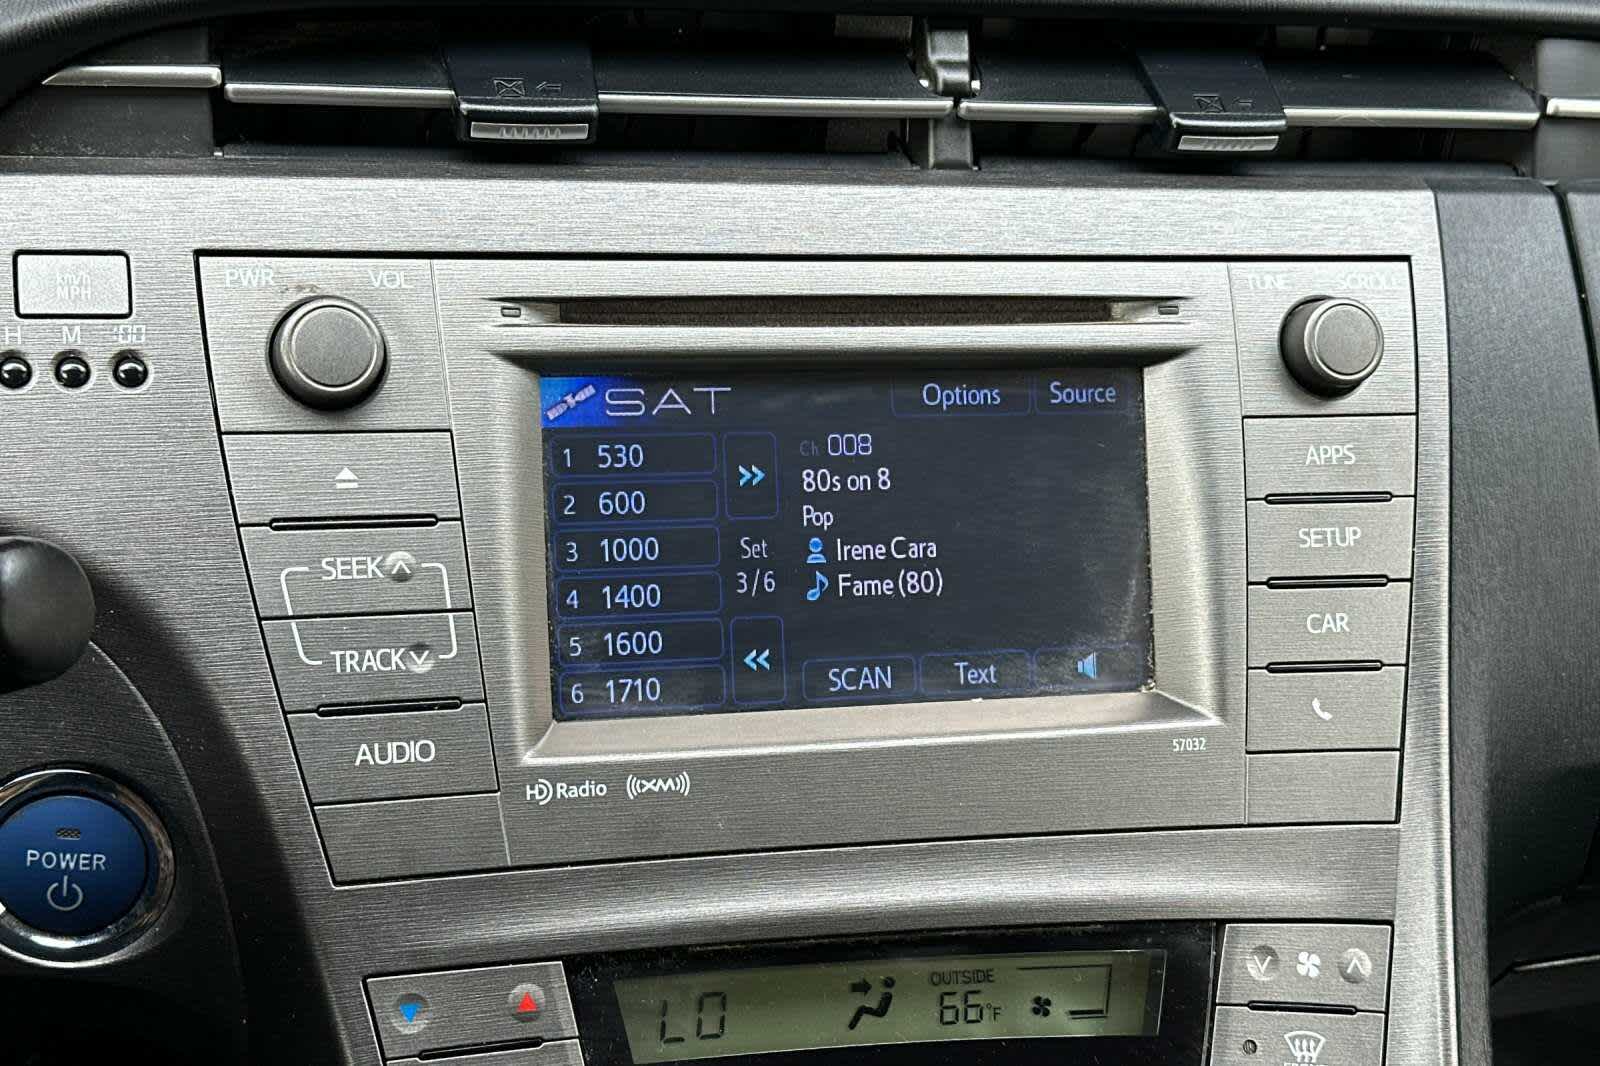 km/h
MPH
H M :00
PWR VOL
TUNE SCROLL
SAT Options Source
1 530
2 600
3 1000
4 1400
5 1600
6 1710
Set
3/6
Ch 008
80s on 8
Pop
Irene Cara
Fame (80)
SCAN Text
SEEK
TRACK
AUDIO
APPS
SETUP
CAR
57032
HD Radio ((XM))
POWER
LO
OUTSIDE
66°F